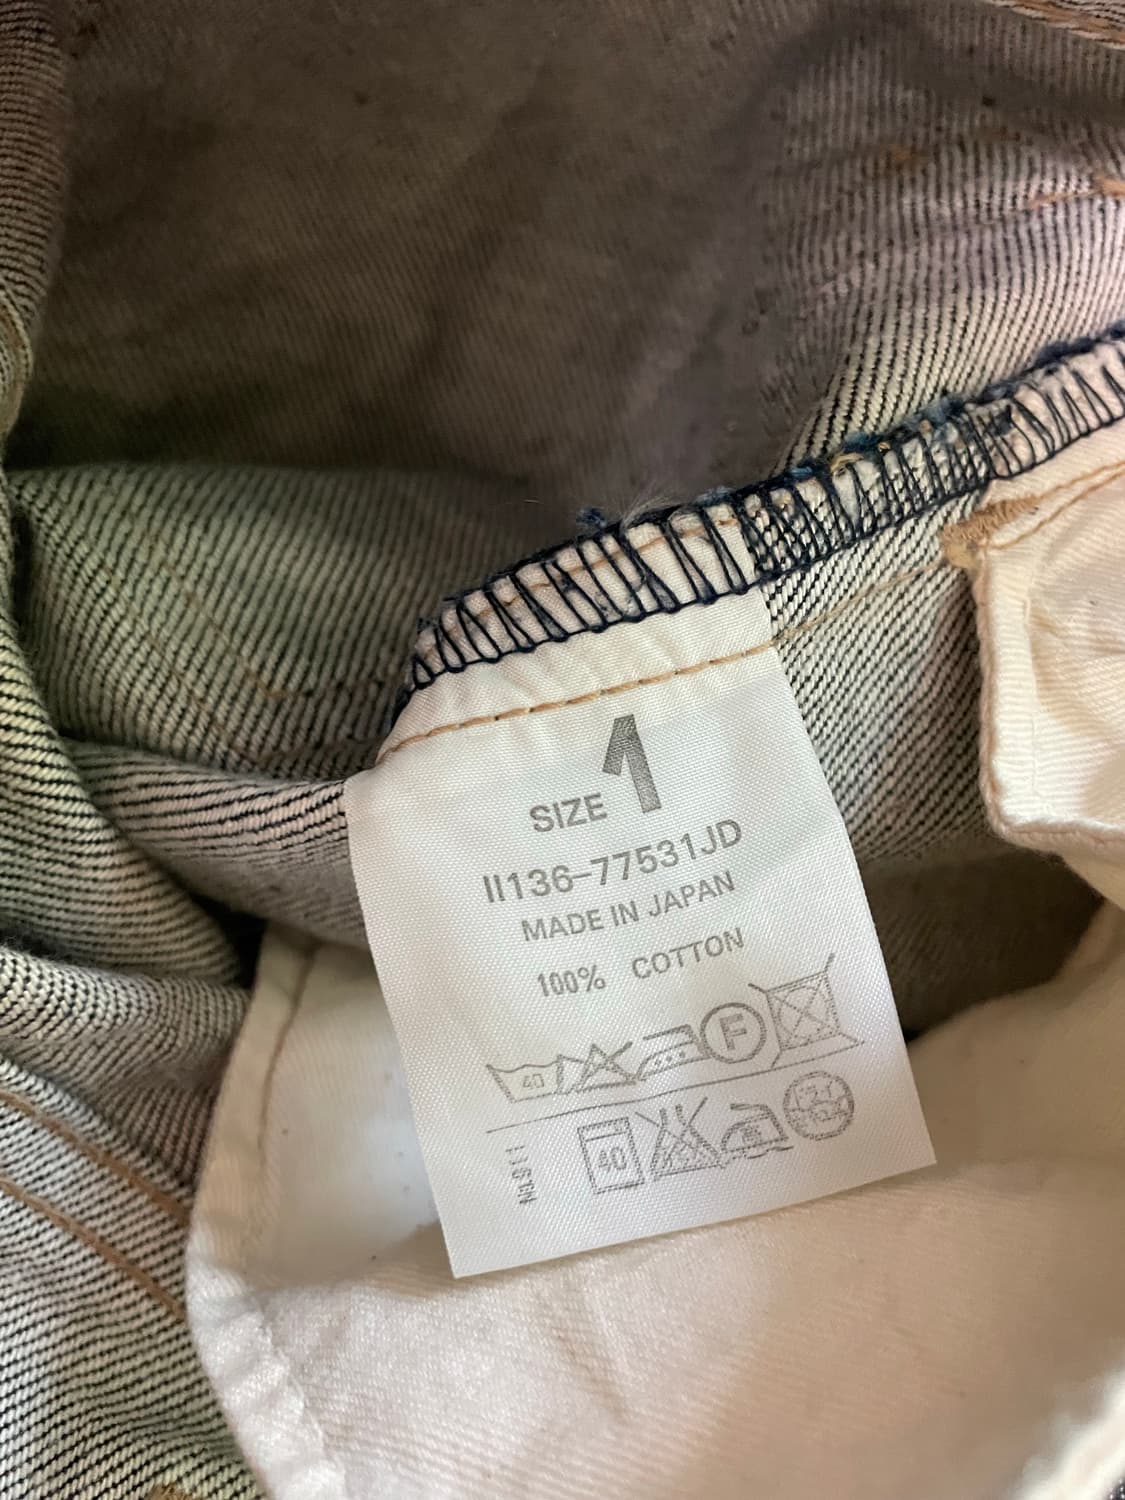 SIZE 1
II136-77531JD
MADE IN JAPAN
100% COTTON
40 F
40